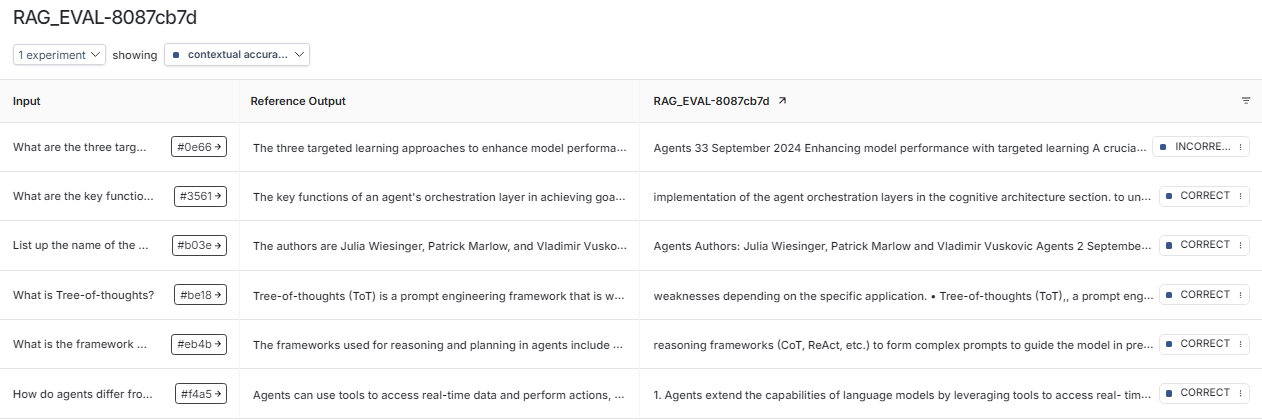 RAG_EVAL-8087cb7d
1 experiment showing contextual accura...
Input Reference Output RAG_EVAL-8087cb7d
What are the three targ... #0e66 The three targeted learning approaches to enhance model performa... Agents 33 September 2024 Enhancing model performance with targeted learning A crucia... INCORRE...
What are the key functio... #3561 The key functions of an agent's orchestration layer in achieving goa... implementation of the agent orchestration layers in the cognitive architecture section. to un... CORRECT
List up the name of the ... #b03e The authors are Julia Wiesinger, Patrick Marlow, and Vladimir Vusko... Agents Authors: Julia Wiesinger, Patrick Marlow and Vladimir Vuskovic Agents 2 Septembe... CORRECT
What is Tree-of-thoughts? #be18 Tree-of-thoughts (ToT) is a prompt engineering framework that is w... weaknesses depending on the specific application. • Tree-of-thoughts (ToT),, a prompt eng... CORRECT
What is the framework ... #eb4b The frameworks used for reasoning and planning in agents include ... reasoning frameworks (CoT, ReAct, etc.) to form complex prompts to guide the model in pre... CORRECT
How do agents differ fro... #f4a5 Agents can use tools to access real-time data and perform actions, ... 1. Agents extend the capabilities of language models by leveraging tools to access real- tim... CORRECT